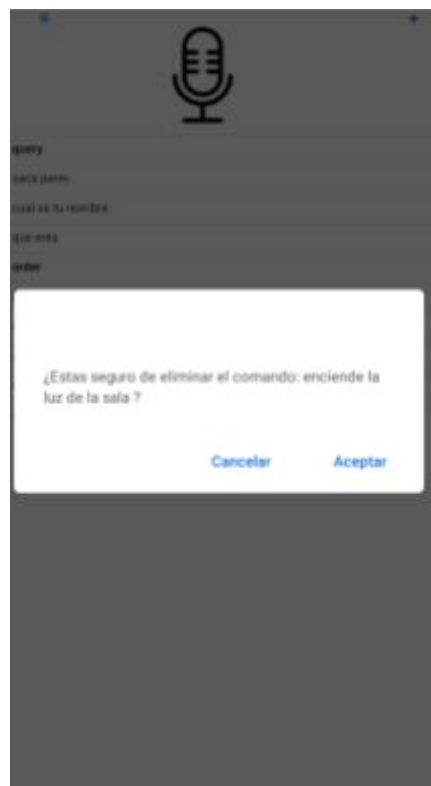 query
saca perro
cual es tu nombre
que eres
order
¿Estas seguro de eliminar el comando: enciende la
luz de la sala ?
Cancelar
Aceptar